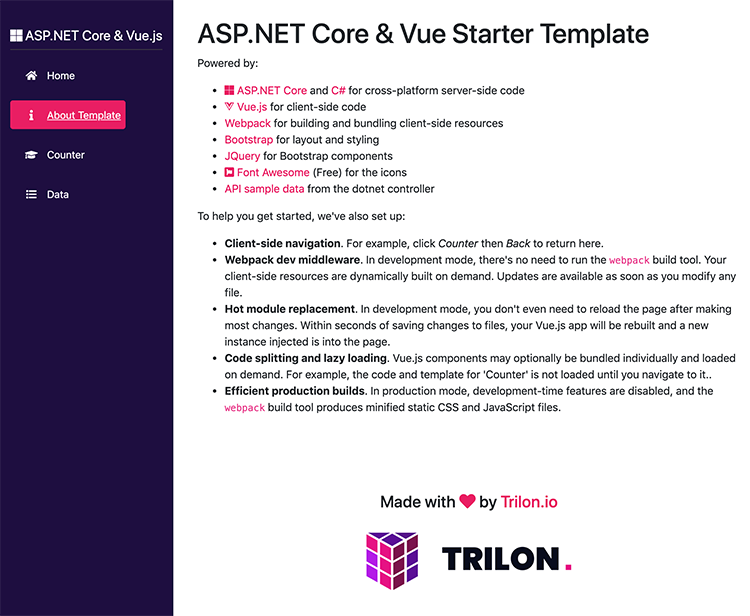 ASP.NET Core & Vue.js
Home
About Template
Counter
Data
ASP.NET Core & Vue Starter Template
Powered by:
ASP.NET Core and C# for cross-platform server-side code
Vue.js for client-side code
Webpack for building and bundling client-side resources
Bootstrap for layout and styling
JQuery for Bootstrap components
Font Awesome (Free) for the icons
API sample data from the dotnet controller
To help you get started, we've also set up:
Client-side navigation. For example, click Counter then Back to return here.
Webpack dev middleware. In development mode, there's no need to run the webpack build tool. Your
client-side resources are dynamically built on demand. Updates are available as soon as you modify any
file.
Hot module replacement. In development mode, you don't even need to reload the page after making
most changes. Within seconds of saving changes to files, your Vue.js app will be rebuilt and a new
instance injected is into the page.
Code splitting and lazy loading. Vue.js components may optionally be bundled individually and loaded
on demand. For example, the code and template for 'Counter' is not loaded until you navigate to it..
Efficient production builds. In production mode, development-time features are disabled, and the
webpack build tool produces minified static CSS and JavaScript files.
Made with by Trilon.io
TRILON.